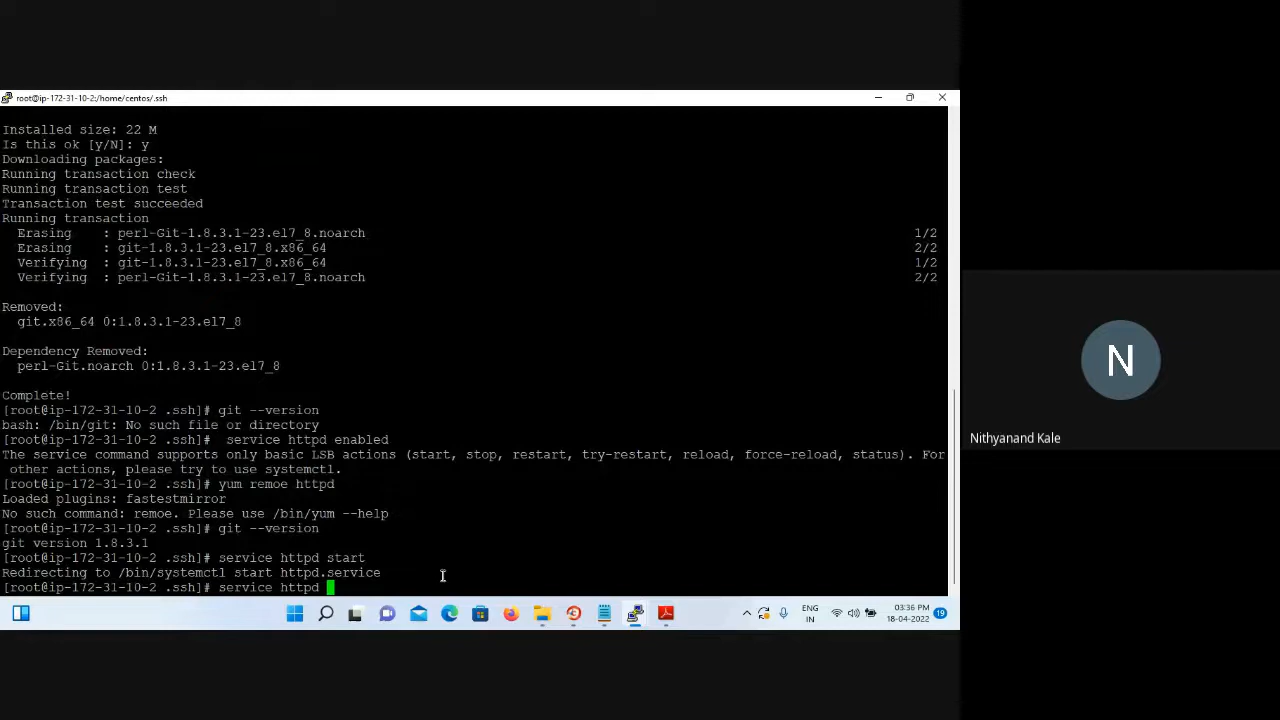 root@ip-172-31-10-2:/home/centos/.ssh
Installed size: 22 M
Is this ok [y/N]: y
Downloading packages:
Running transaction check
Running transaction test
Transaction test succeeded
Running transaction
  Erasing    : perl-Git-1.8.3.1-23.el7_8.noarch    1/2
  Erasing    : git-1.8.3.1-23.el7_8.x86_64    2/2
  Verifying  : git-1.8.3.1-23.el7_8.x86_64    1/2
  Verifying  : perl-Git-1.8.3.1-23.el7_8.noarch    2/2
Removed:
  git.x86_64 0:1.8.3.1-23.el7_8
Dependency Removed:
  perl-Git.noarch 0:1.8.3.1-23.el7_8
Complete!
[root@ip-172-31-10-2 .ssh]# git --version
bash: /bin/git: No such file or directory
[root@ip-172-31-10-2 .ssh]#  service httpd enabled
The service command supports only basic LSB actions (start, stop, restart, try-restart, reload, force-reload, status). For
 other actions, please try to use systemctl.
[root@ip-172-31-10-2 .ssh]# yum remoe httpd
Loaded plugins: fastestmirror
No such command: remoe. Please use /bin/yum --help
[root@ip-172-31-10-2 .ssh]# git --version
git version 1.8.3.1
[root@ip-172-31-10-2 .ssh]# service httpd start
Redirecting to /bin/systemctl start httpd.service
[root@ip-172-31-10-2 .ssh]# service httpd
ENG
IN
03:36 PM
18-04-2022
19
N
Nithyanand Kale